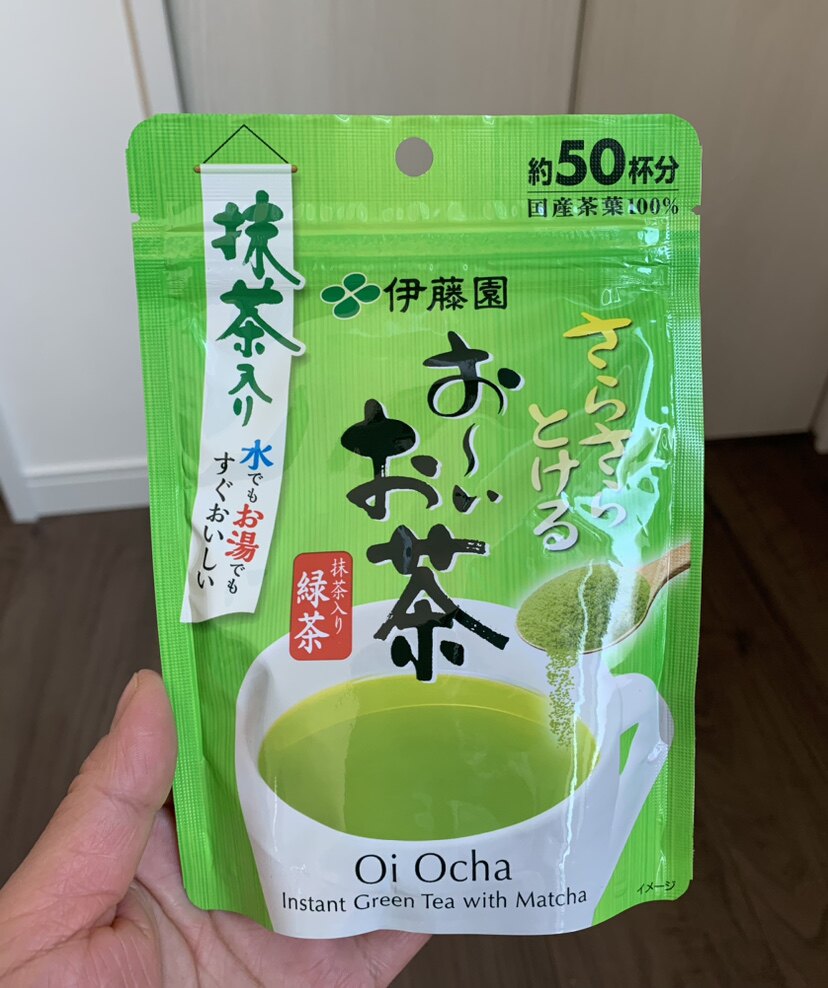 約50杯分
国産茶葉100%
抹茶入り
水でもお湯でも
すぐおいしい
伊藤園
さらさら
とける
お～い
お茶
抹茶入り
緑茶
Oi Ocha
Instant Green Tea with Matcha
イメージ